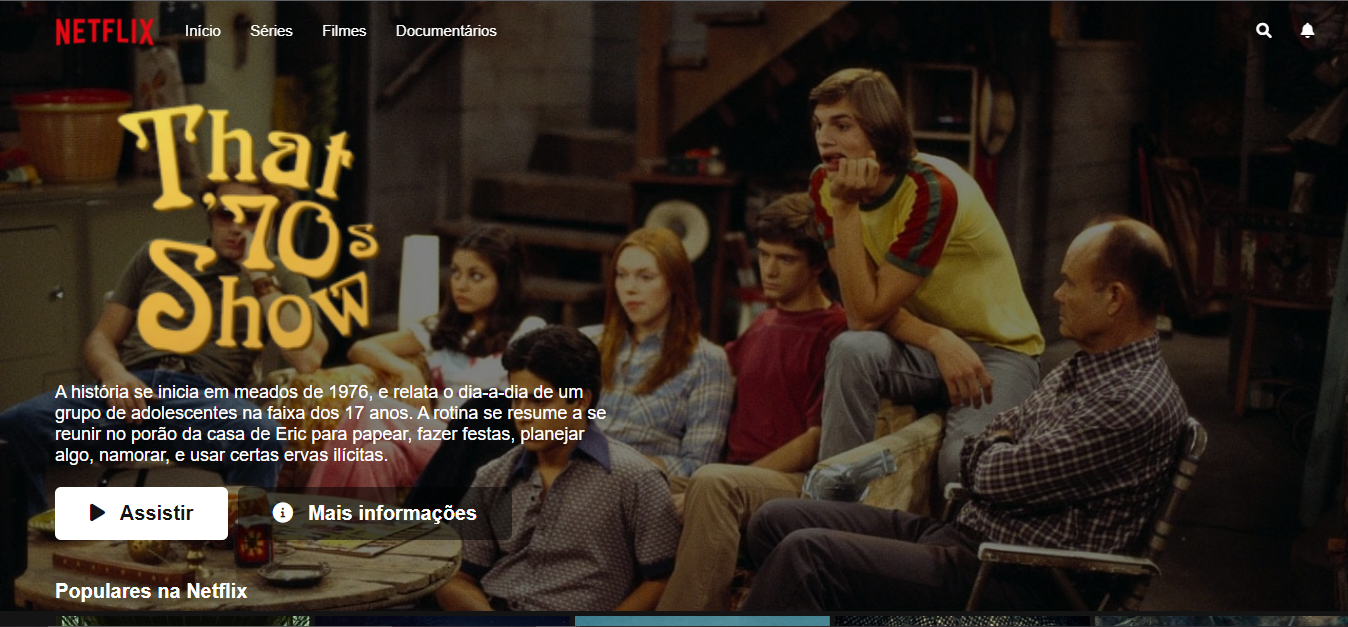 NETFLIX Início Séries Filmes Documentários
That
'70s
Show
A história se inicia em meados de 1976, e relata o dia-a-dia de um
grupo de adolescentes na faixa dos 17 anos. A rotina se resume a se
reunir no porão da casa de Eric para papear, fazer festas, planejar
algo, namorar, e usar certas ervas ilícitas.
Assistir Mais informações
Populares na Netflix